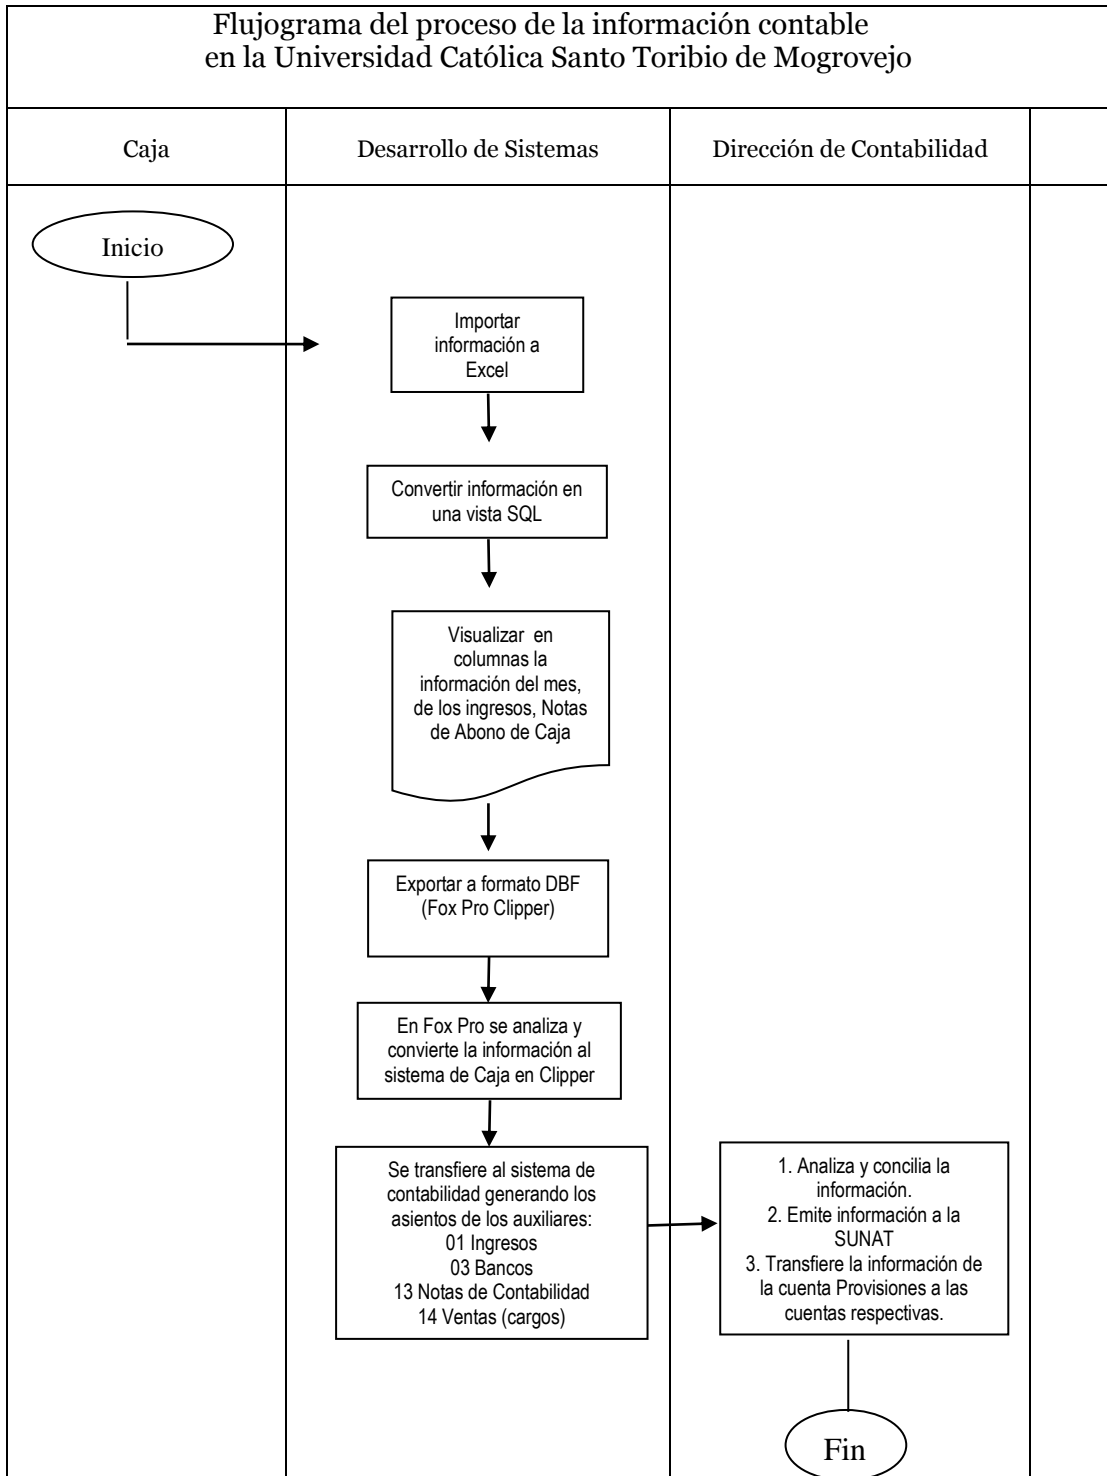 Flujograma del proceso de la información contable
en la Universidad Católica Santo Toribio de Mogrovejo
Caja
Desarrollo de Sistemas
Dirección de Contabilidad
Inicio
Importar
información a
Excel
Convertir información en
una vista SQL
Visualizar en
columnas la
información del mes,
de los ingresos, Notas
de Abono de Caja
Exportar a formato DBF
(Fox Pro Clipper)
En Fox Pro se analiza y
convierte la información al
sistema de Caja en Clipper
Se transfiere al sistema de
contabilidad generando los
asientos de los auxiliares:
01 Ingresos
03 Bancos
13 Notas de Contabilidad
14 Ventas (cargos)
1. Analiza y concilia la
información.
2. Emite información a la
SUNAT
3. Transfiere la información de
la cuenta Provisiones a las
cuentas respectivas.
Fin